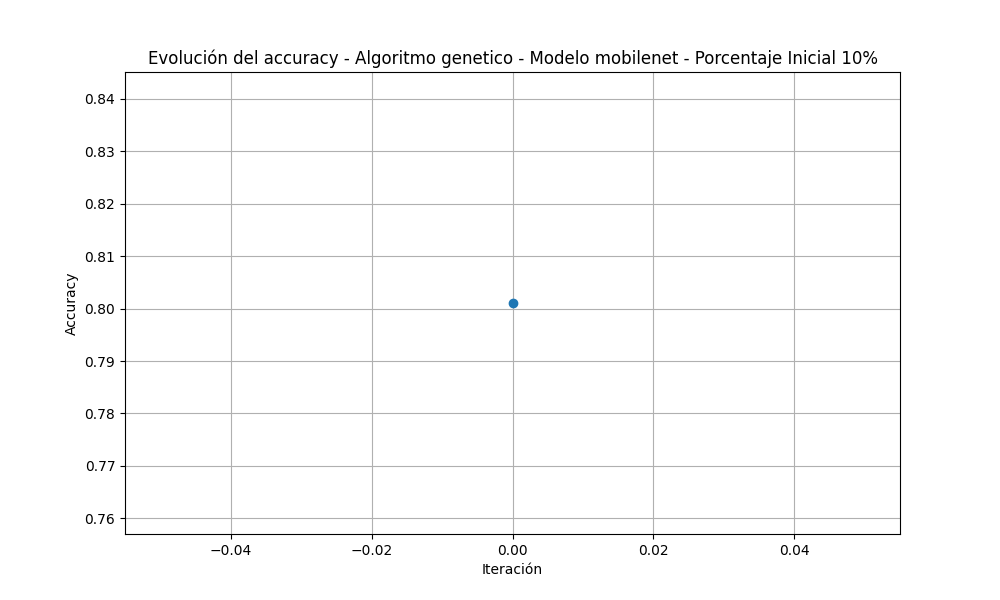 Evolución del accuracy - Algoritmo genetico - Modelo mobilenet - Porcentaje Inicial 10%
0.84
0.83
0.82
0.81
0.80
0.79
0.78
0.77
0.76
Accuracy
−0.04 −0.02 0.00 0.02 0.04
Iteración